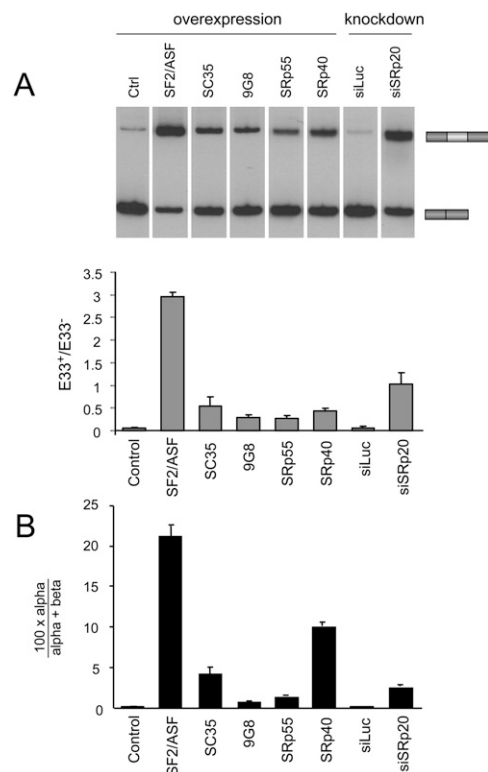 overexpression knockdown
A
Ctrl SF2/ASF SC35 9G8 SRp55 SRp40 siLuc siSRp20
E33+/E33-
3.5
3
2.5
2
1.5
1
0.5
0
Control SF2/ASF SC35 9G8 SRp55 SRp40 siLuc siSRp20
B
100 x alpha
alpha + beta
25
20
15
10
5
0
Control SF2/ASF SC35 9G8 SRp55 SRp40 siLuc siSRp20